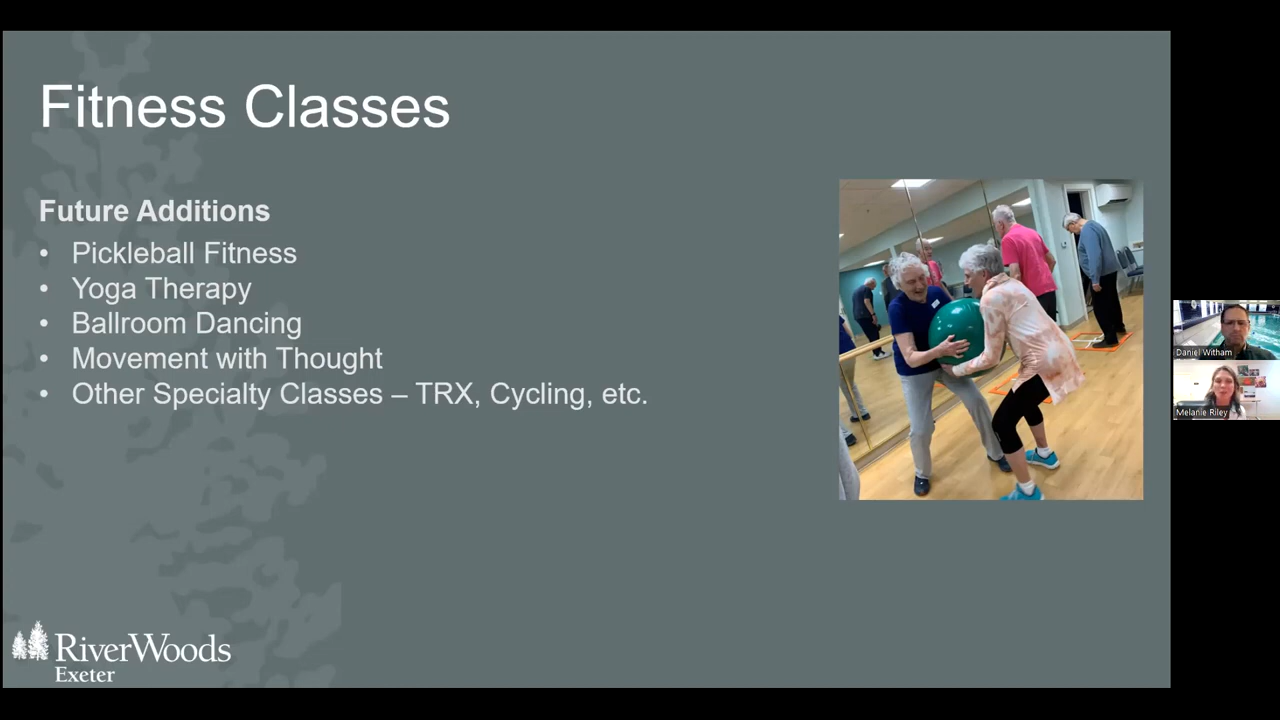 Fitness Classes
Future Additions
• Pickleball Fitness
• Yoga Therapy
• Ballroom Dancing
• Movement with Thought
• Other Specialty Classes – TRX, Cycling, etc.
Daniel Witham
Melanie Riley
RiverWoods
Exeter